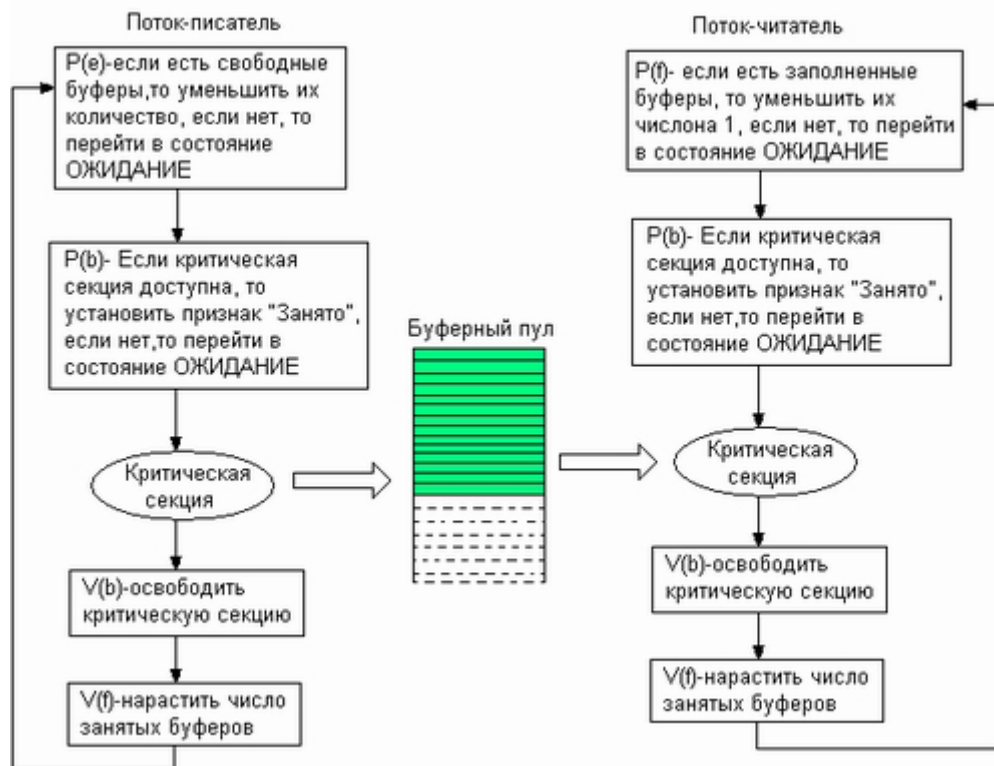 Поток-писатель
P(e)-если есть свободные
буферы,то уменьшить их
количество, если нет, то
перейти в состояние
ОЖИДАНИЕ
P(b)- Если критическая
секция доступна, то
установить признак "Занято",
если нет,то перейти в
состояние ОЖИДАНИЕ
Критическая
секция
V(b)-освободить
критическую секцию
V(f)-нарастить число
занятых буферов
Буферный пул
Поток-читатель
P(f)- если есть заполненные
буферы, то уменьшить их
числона 1, если нет, то перейти
в состояние ОЖИДАНИЕ
P(b)- Если критическая
секция доступна, то
установить признак "Занято",
если нет,то перейти в
состояние ОЖИДАНИЕ
Критическая
секция
V(b)-освободить
критическую секцию
V(f)-нарастить число
занятых буферов